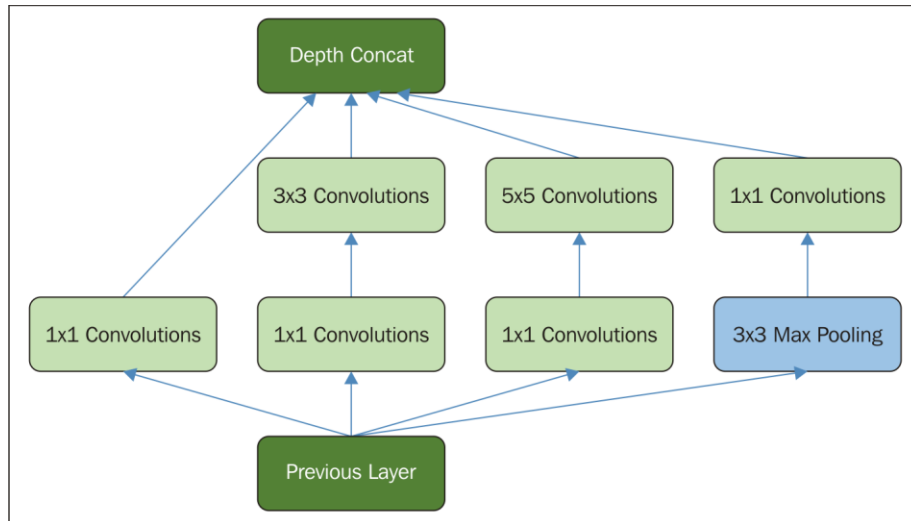 Depth Concat
3x3 Convolutions
5x5 Convolutions
1x1 Convolutions
1x1 Convolutions
1x1 Convolutions
1x1 Convolutions
3x3 Max Pooling
Previous Layer